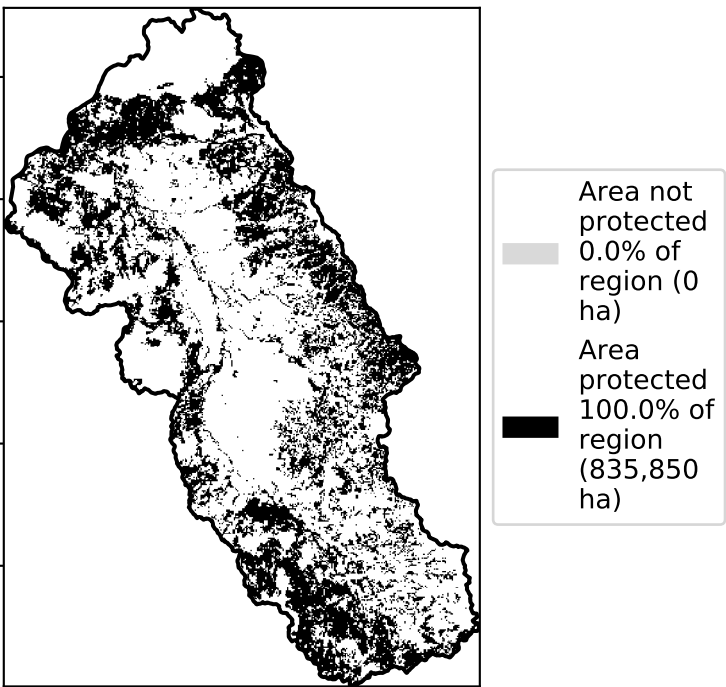 Area not
protected
0.0% of
region (0
ha)
Area
protected
100.0% of
region
(835,850
ha)